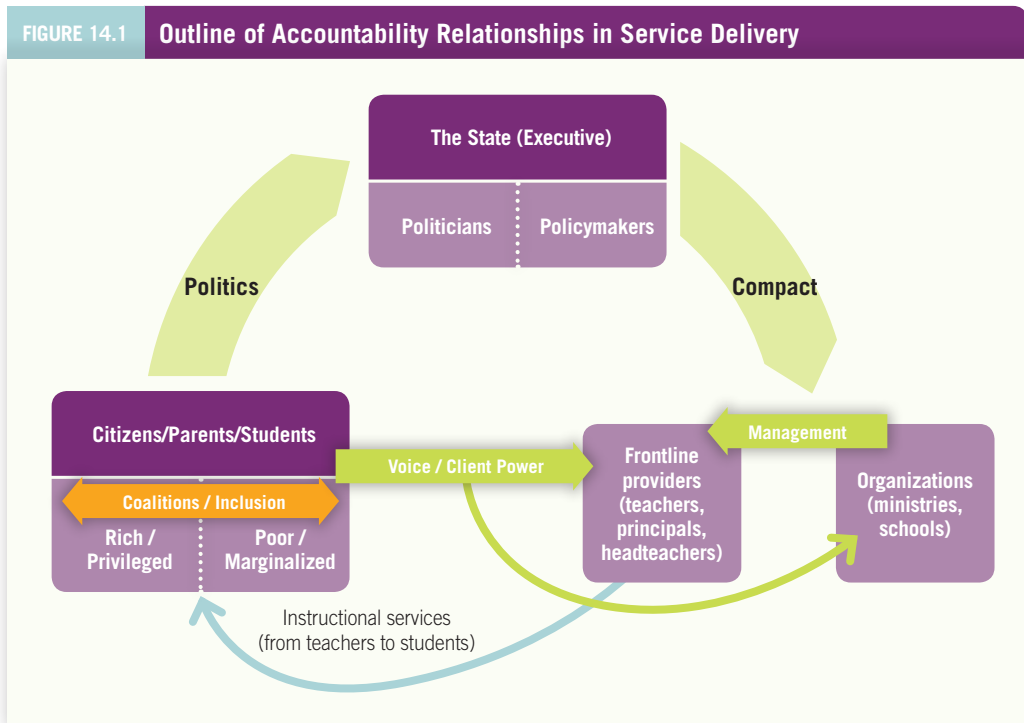 FIGURE 14.1
Outline of Accountability Relationships in Service Delivery
The State (Executive)
Politicians
Policymakers
Politics
Compact
Citizens/Parents/Students
Coalitions / Inclusion
Rich /
Privileged
Poor /
Marginalized
Voice / Client Power
Frontline
providers
(teachers,
principals,
headteachers)
Management
Organizations
(ministries,
schools)
Instructional services
(from teachers to students)